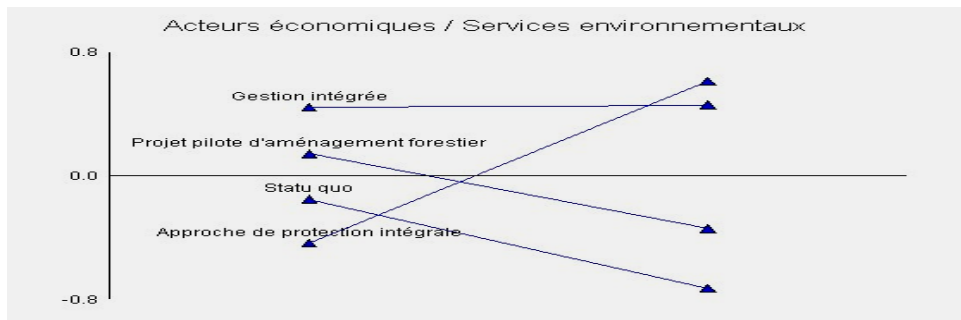 Acteurs économiques / Services environnementaux
0.8
Gestion intégrée
Projet pilote d'aménagement forestier
0.0
Statu quo
Approche de protection intégrale
-0.8